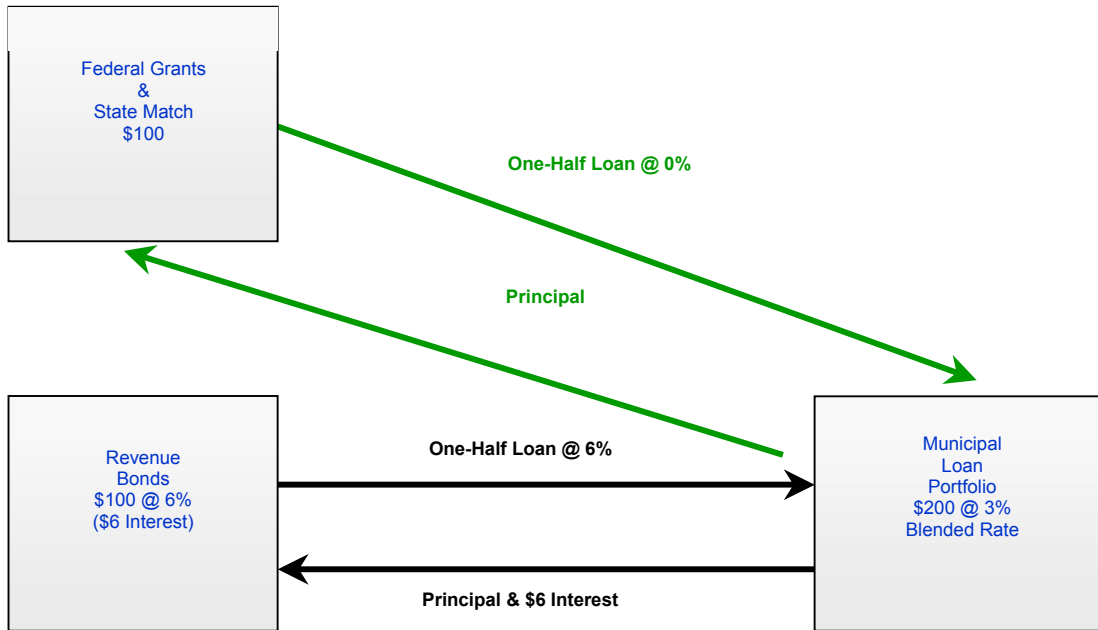 Federal Grants
&
State Match
$100
One-Half Loan @ 0%
Principal
Revenue
Bonds
$100 @ 6%
($6 Interest)
One-Half Loan @ 6%
Principal & $6 Interest
Municipal
Loan
Portfolio
$200 @ 3%
Blended Rate